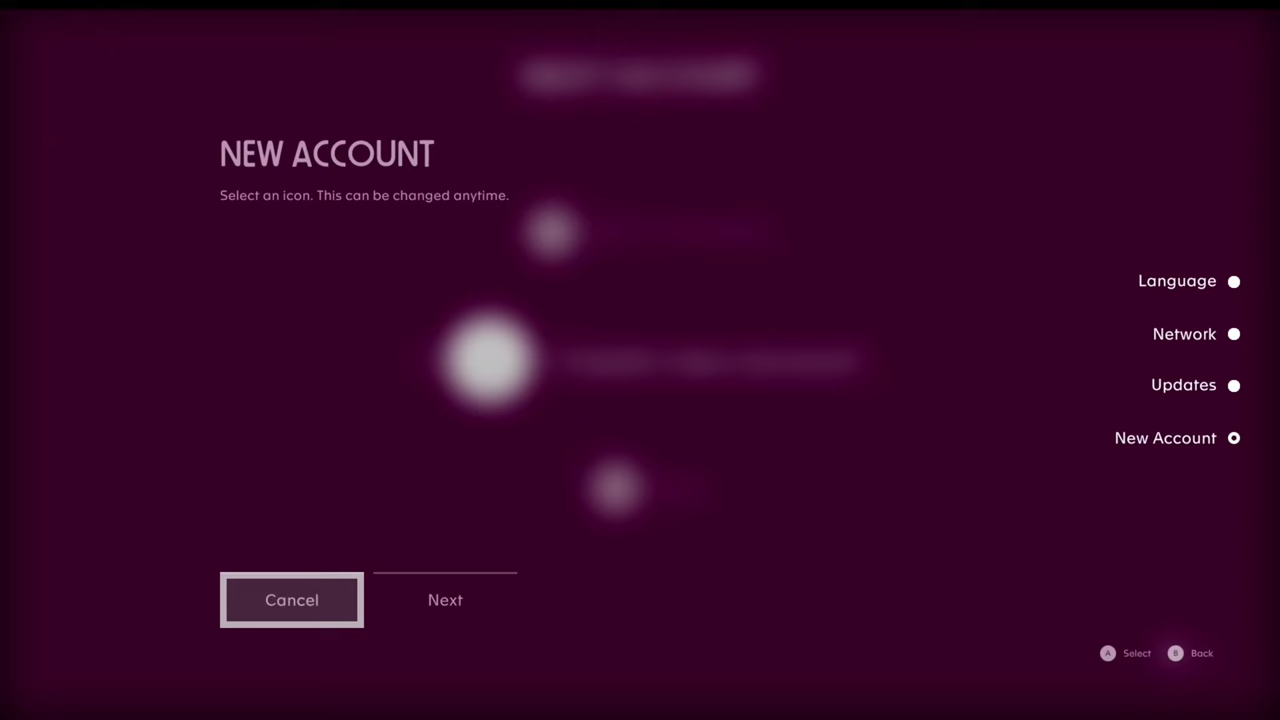 NEW ACCOUNT
Select an icon. This can be changed anytime.
Language
Network
Updates
New Account
Cancel
Next
A Select B Back